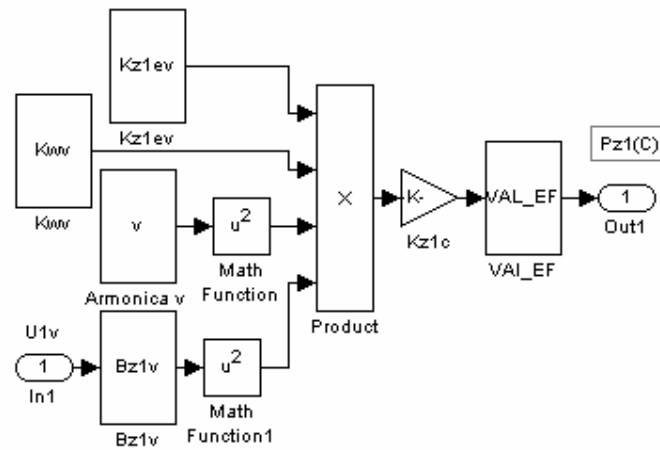 Kz1ev
Kz1ev
Kwv
Kwv
v
Armonica v
u2
Math
Function
U1v
1
In1
Bz1v
Bz1v
u2
Math
Function1
×
Product
K-
Kz1c
VAL_EF
VAl_EF
Pz1(C)
1
Out1